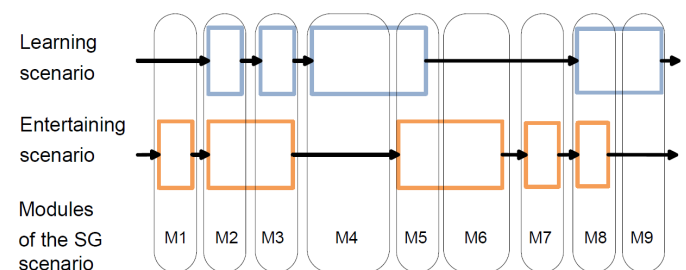 Learning
scenario
Entertaining
scenario
Modules
of the SG
scenario
M1 M2 M3 M4 M5 M6 M7 M8 M9